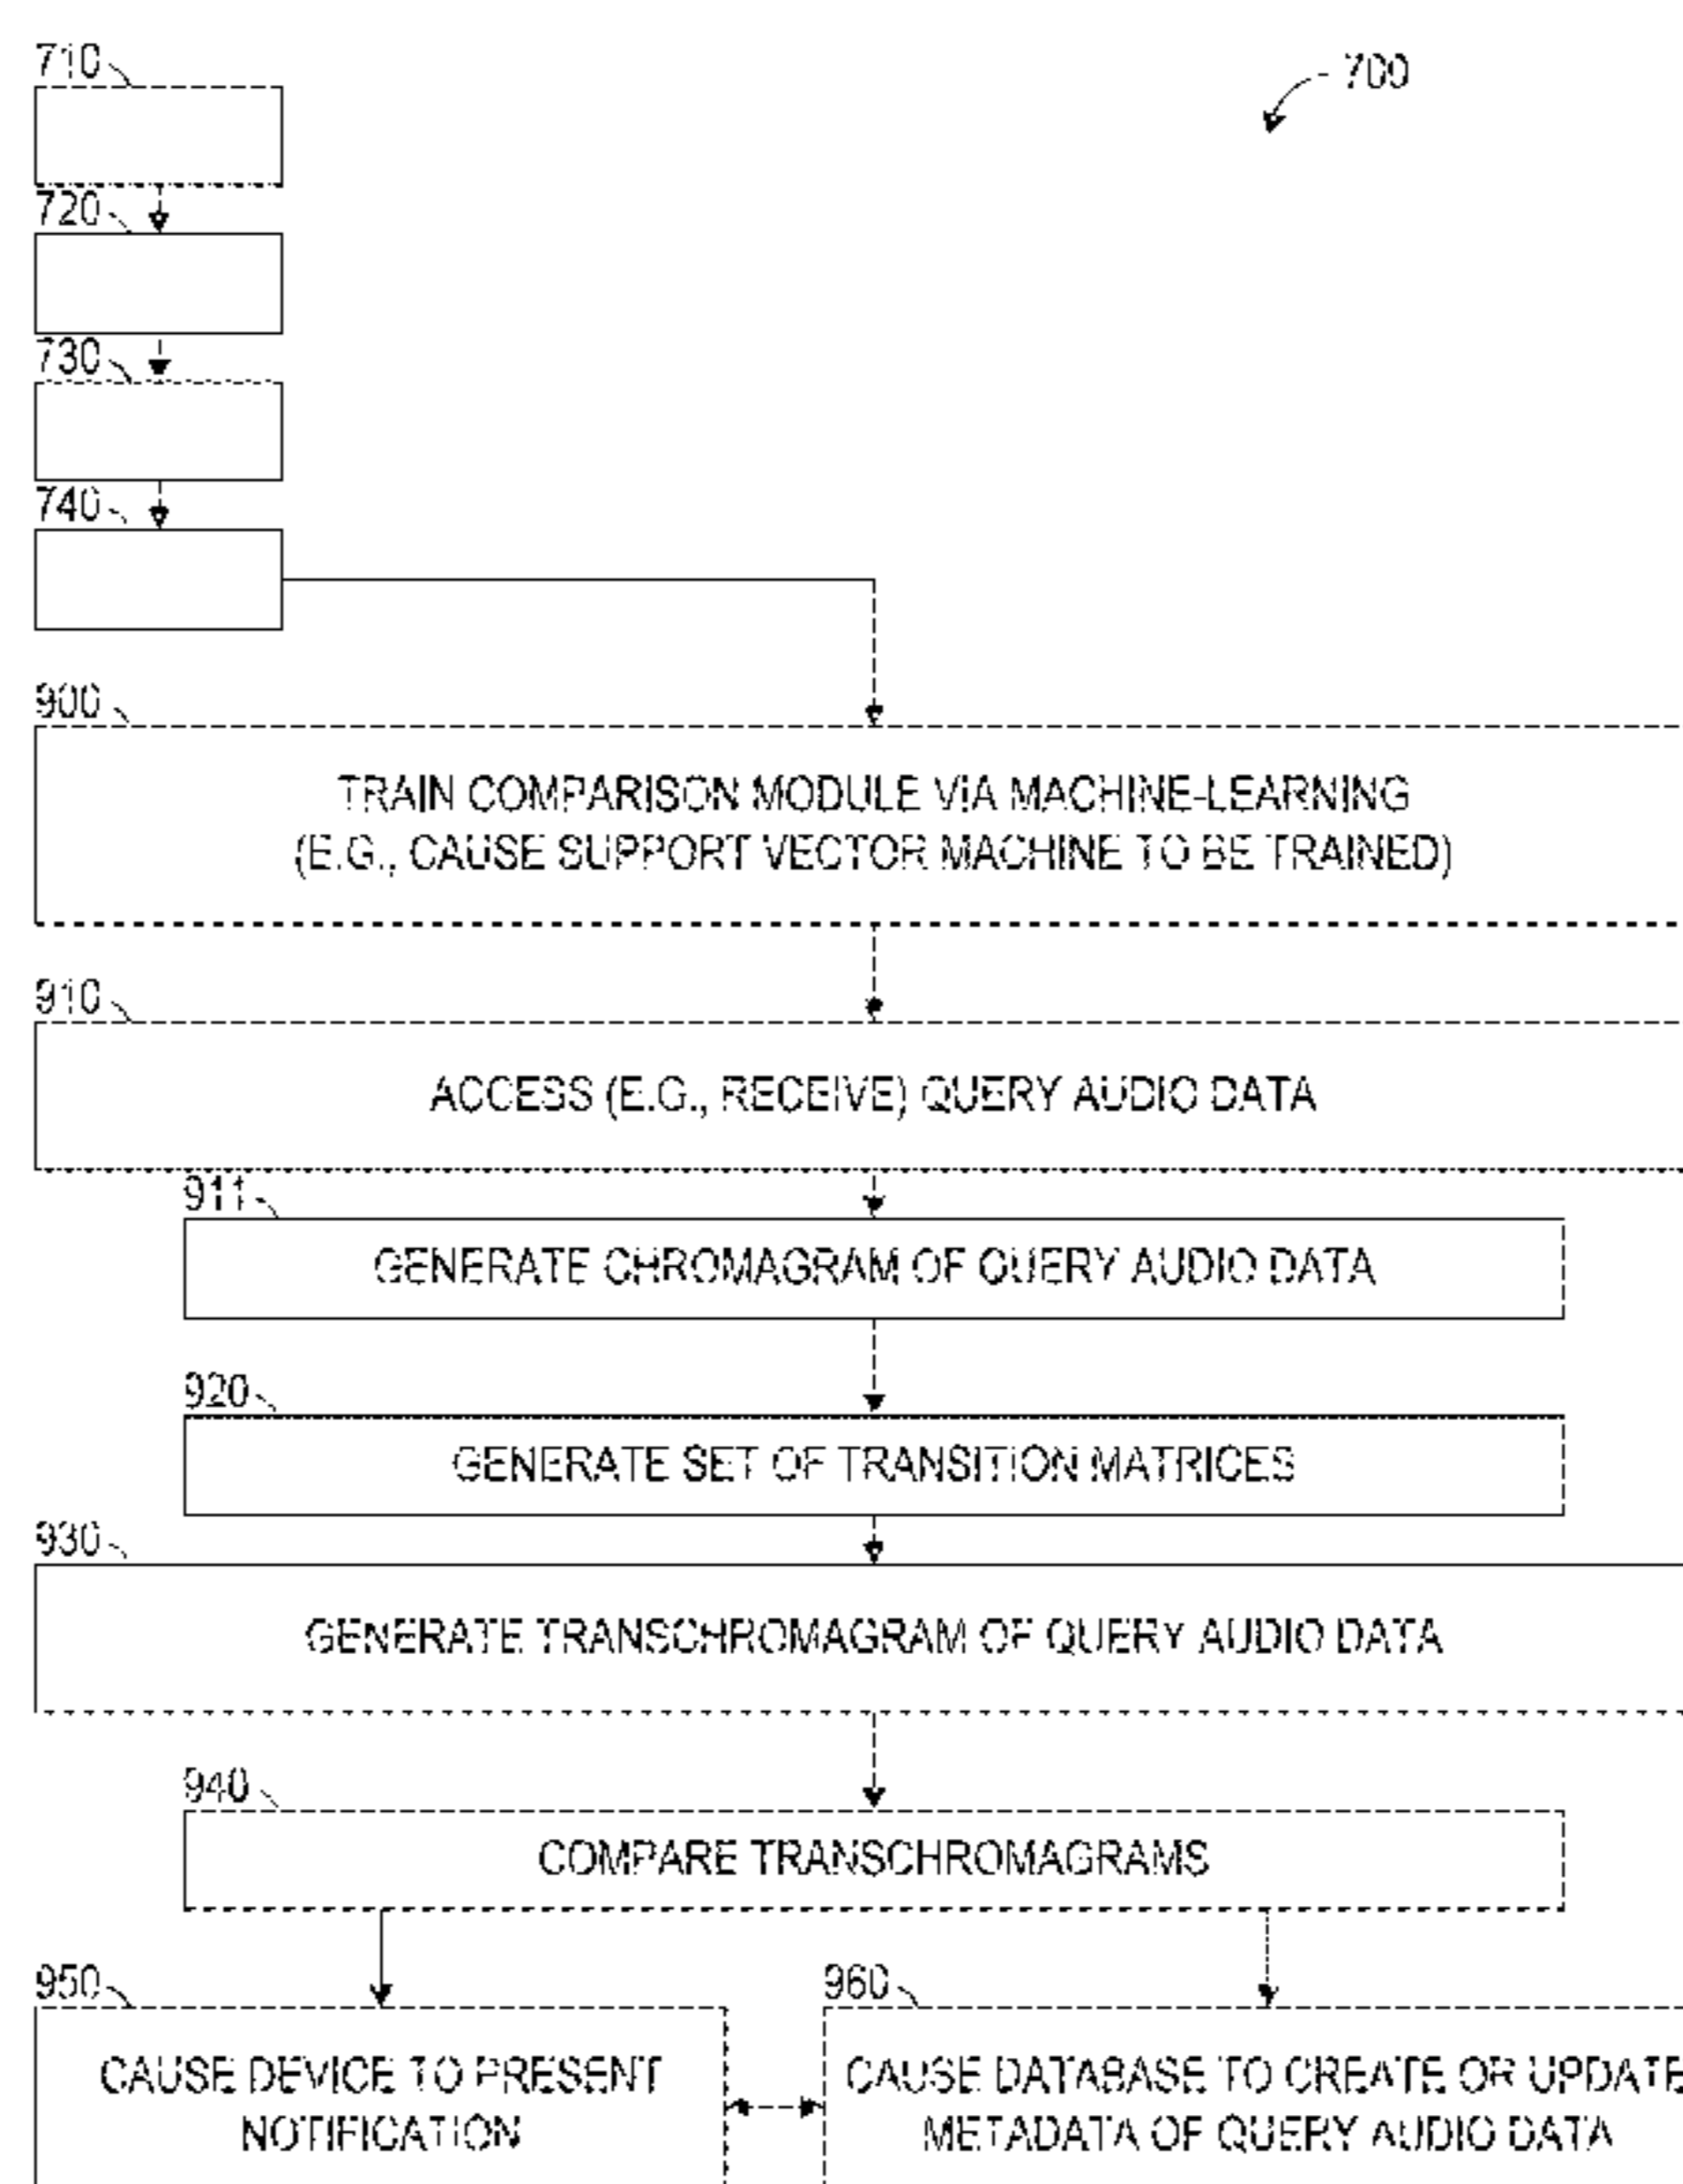 710
700
720
730
740
900
TRAIN COMPARISON MODULE VIA MACHINE-LEARNING
(E.G., CAUSE SUPPORT VECTOR MACHINE TO BE TRAINED)
910
ACCESS (E.G., RECEIVE) QUERY AUDIO DATA
911
GENERATE CHROMAGRAM OF QUERY AUDIO DATA
920
GENERATE SET OF TRANSITION MATRICES
930
GENERATE TRANSCHROMAGRAM OF QUERY AUDIO DATA
940
COMPARE TRANSCHROMAGRAMS
950
CAUSE DEVICE TO PRESENT
NOTIFICATION
960
CAUSE DATABASE TO CREATE OR UPDATE
METADATA OF QUERY AUDIO DATA